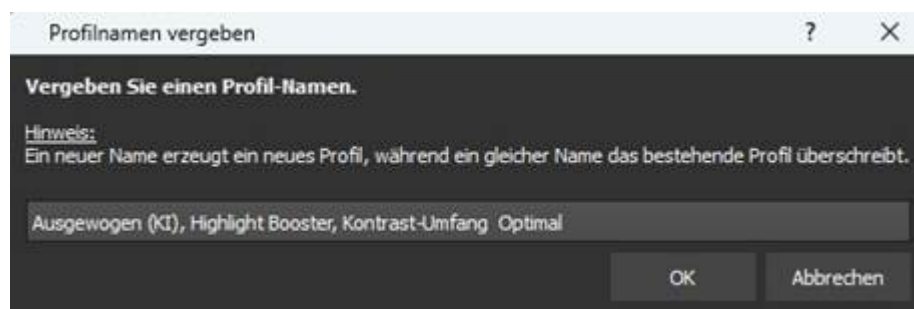 Profilnamen vergeben ? ×
Vergeben Sie einen Profil-Namen.
Hinweis:
Ein neuer Name erzeugt ein neues Profil, während ein gleicher Name das bestehende Profil überschreibt.
Ausgewogen (KI), Highlight Booster, Kontrast-Umfang  Optimal
OK Abbrechen